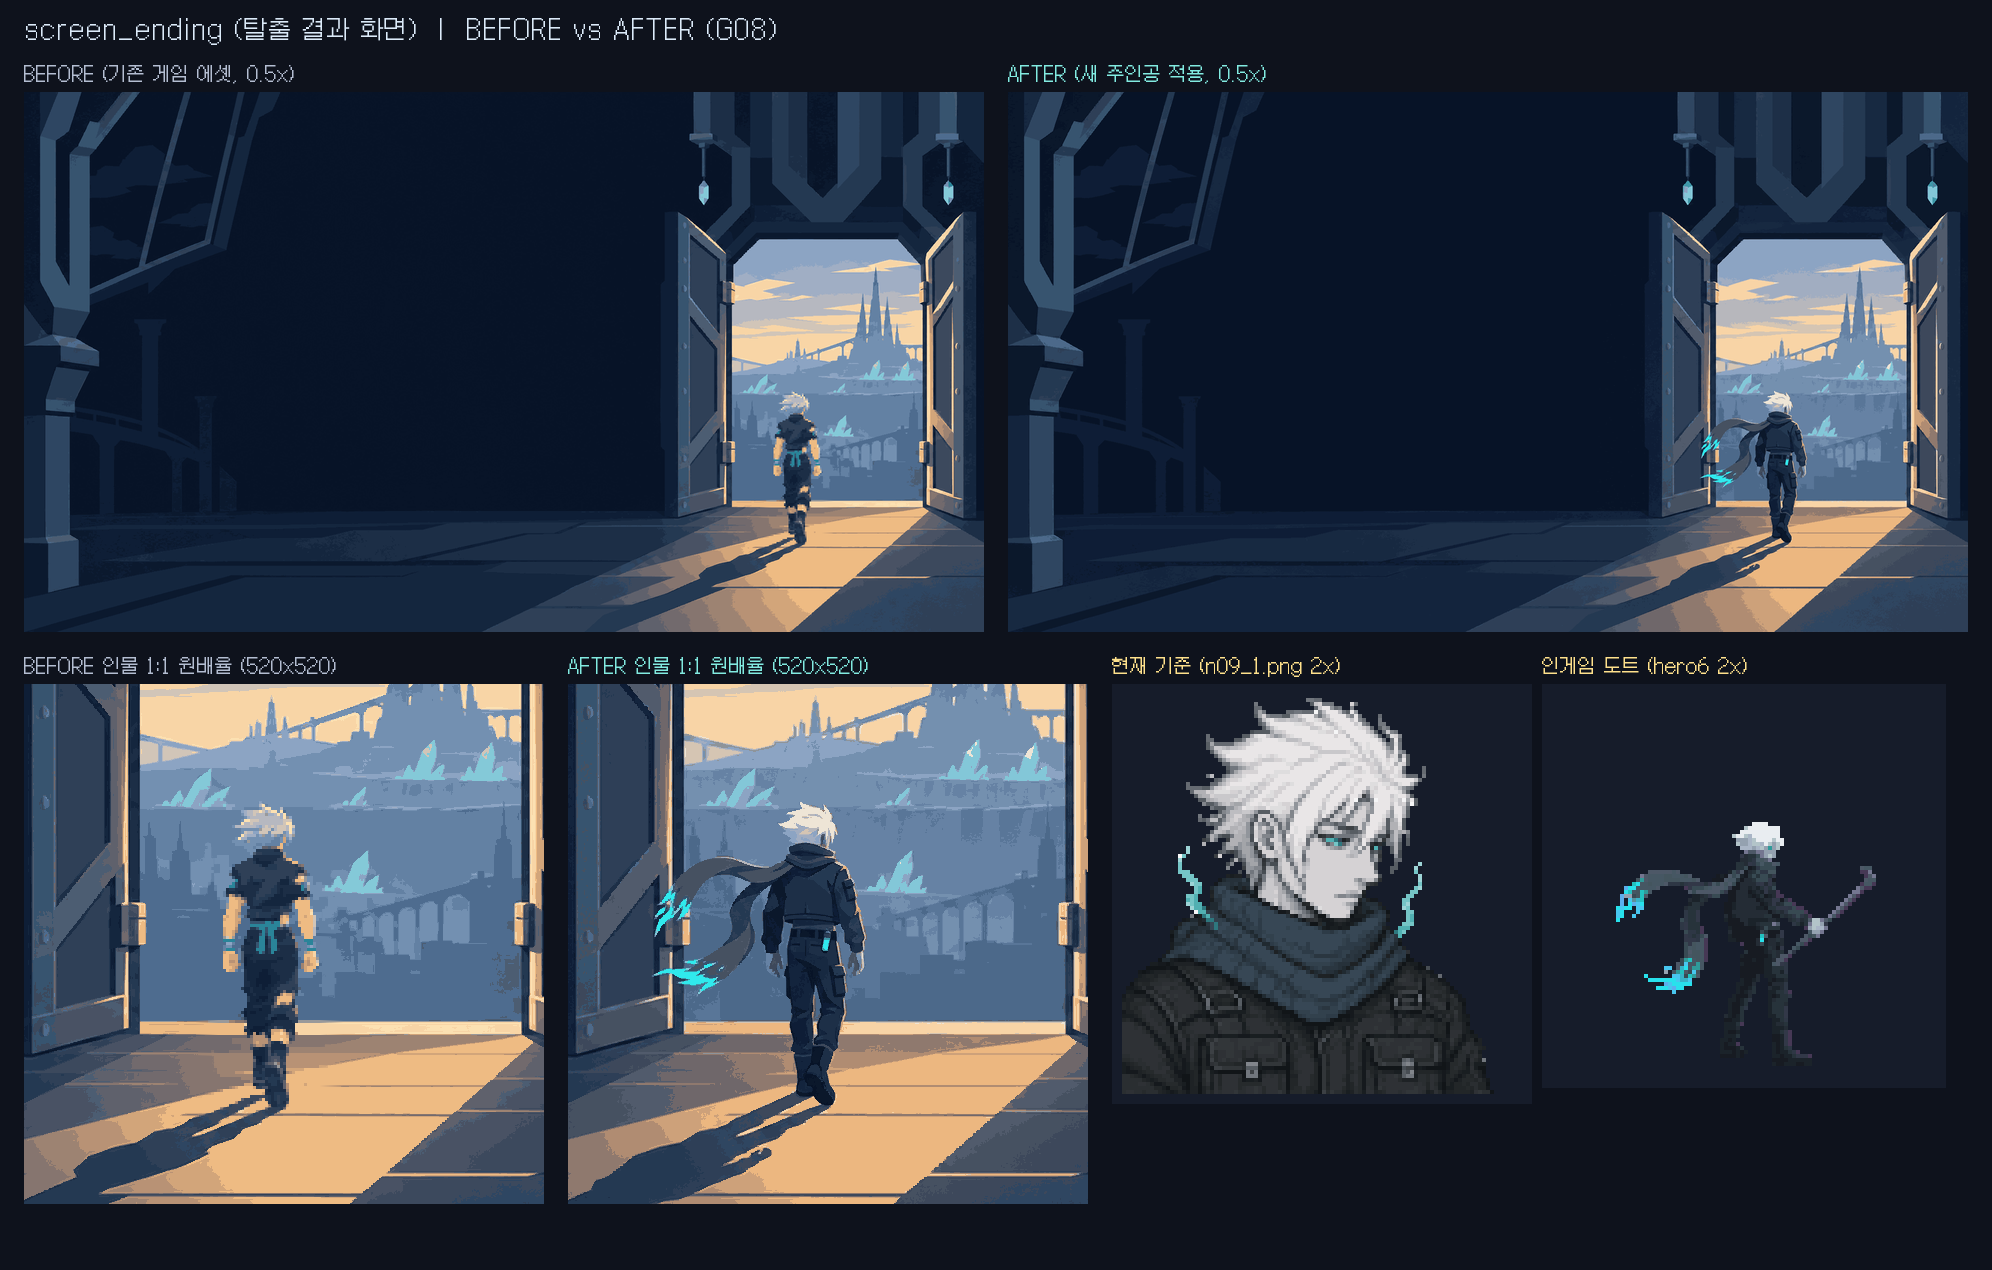 screen_ending (탈출 결과 화면) | BEFORE vs AFTER (G08)
BEFORE (기존 게임 에셋, 0.5x)
AFTER (새 주인공 적용, 0.5x)
BEFORE 인물 1:1 원배율 (520x520)
AFTER 인물 1:1 원배율 (520x520)
현재 기준 (n09_1.png 2x)
인게임 도트 (hero6 2x)